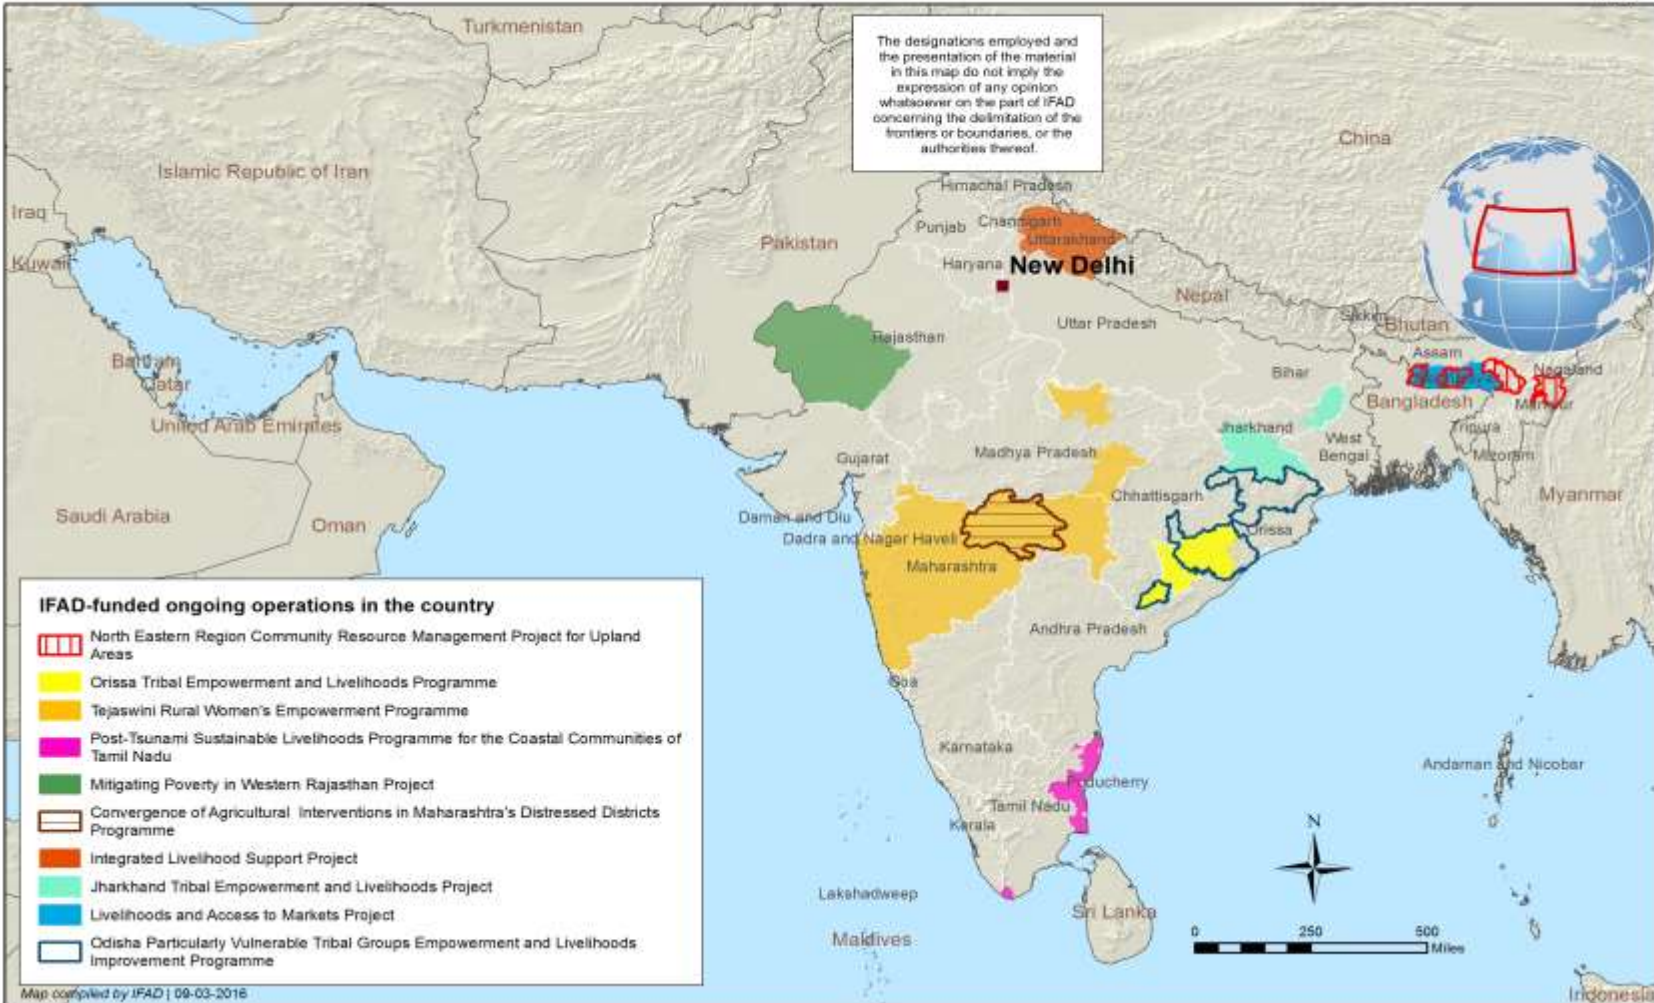 Turkmenistan
The designations employed and
the presentation of the material
in this map do not imply the
expression of any opinion
whatsoever on the part of IFAD
concerning the delimitation of the
frontiers or boundaries, or the
authorities thereof.
China
Islamic Republic of Iran
Himachal Pradesh
Iraq
Chandigarh
Punjab
Pakistan
Uttarakhand
Kuwait
Haryana
New Delhi
Nepal
Sikkim
Bhutan
Uttar Pradesh
Rajasthan
Assam
Bahrain
Nagaland
Bihar
Qatar
Bangladesh
Manipur
United Arab Emirates
Jharkhand
Tripura
West
Bengal
Madhya Pradesh
Gujarat
Mizoram
Chhattisgarh
Myanmar
Saudi Arabia
Oman
Daman and Diu
Orissa
Dadra and Nagar Haveli
Maharashtra
Andhra Pradesh
Goa
Karnataka
Andaman and Nicobar
Puducherry
Tamil Nadu
Kerala
N
Lakshadweep
Sri Lanka
Maldives
0 250 500
Miles
Indonesia
IFAD-funded ongoing operations in the country
North Eastern Region Community Resource Management Project for Upland
Areas
Orissa Tribal Empowerment and Livelihoods Programme
Tejaswini Rural Women's Empowerment Programme
Post-Tsunami Sustainable Livelihoods Programme for the Coastal Communities of
Tamil Nadu
Mitigating Poverty in Western Rajasthan Project
Convergence of Agricultural Interventions in Maharashtra's Distressed Districts
Programme
Integrated Livelihood Support Project
Jharkhand Tribal Empowerment and Livelihoods Project
Livelihoods and Access to Markets Project
Odisha Particularly Vulnerable Tribal Groups Empowerment and Livelihoods
Improvement Programme
Map compiled by IFAD | 09-03-2016